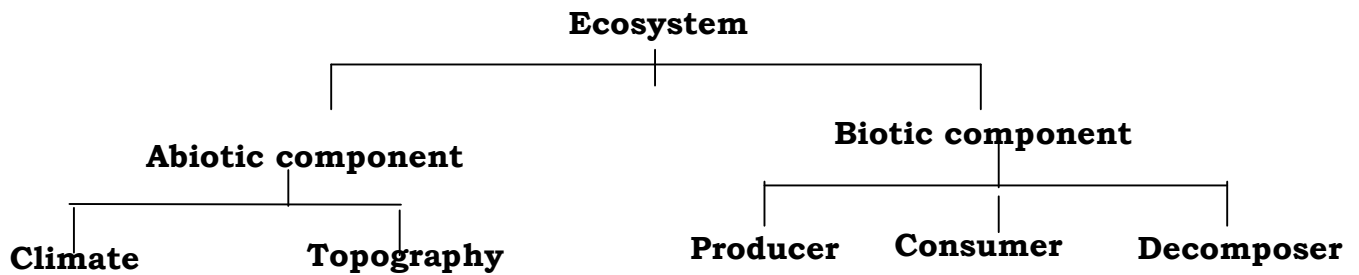 Ecosystem
Abiotic component
Biotic component
Climate
Topography
Producer
Consumer
Decomposer